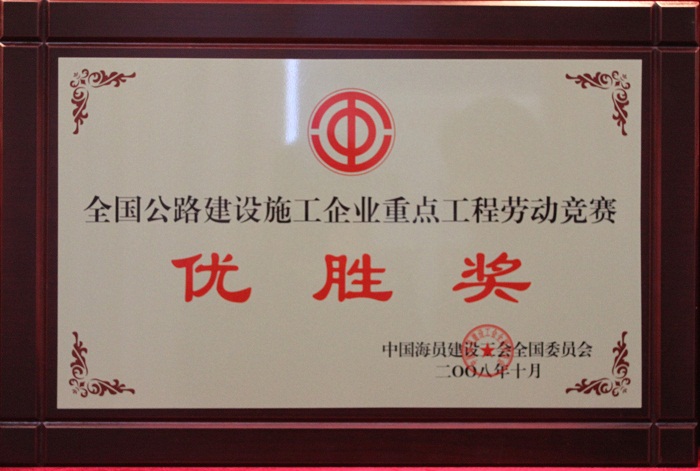 全国公路建设施工企业重点工程劳动竞赛
优胜奖
中国海员建设工会全国委员会
二〇〇八年十月